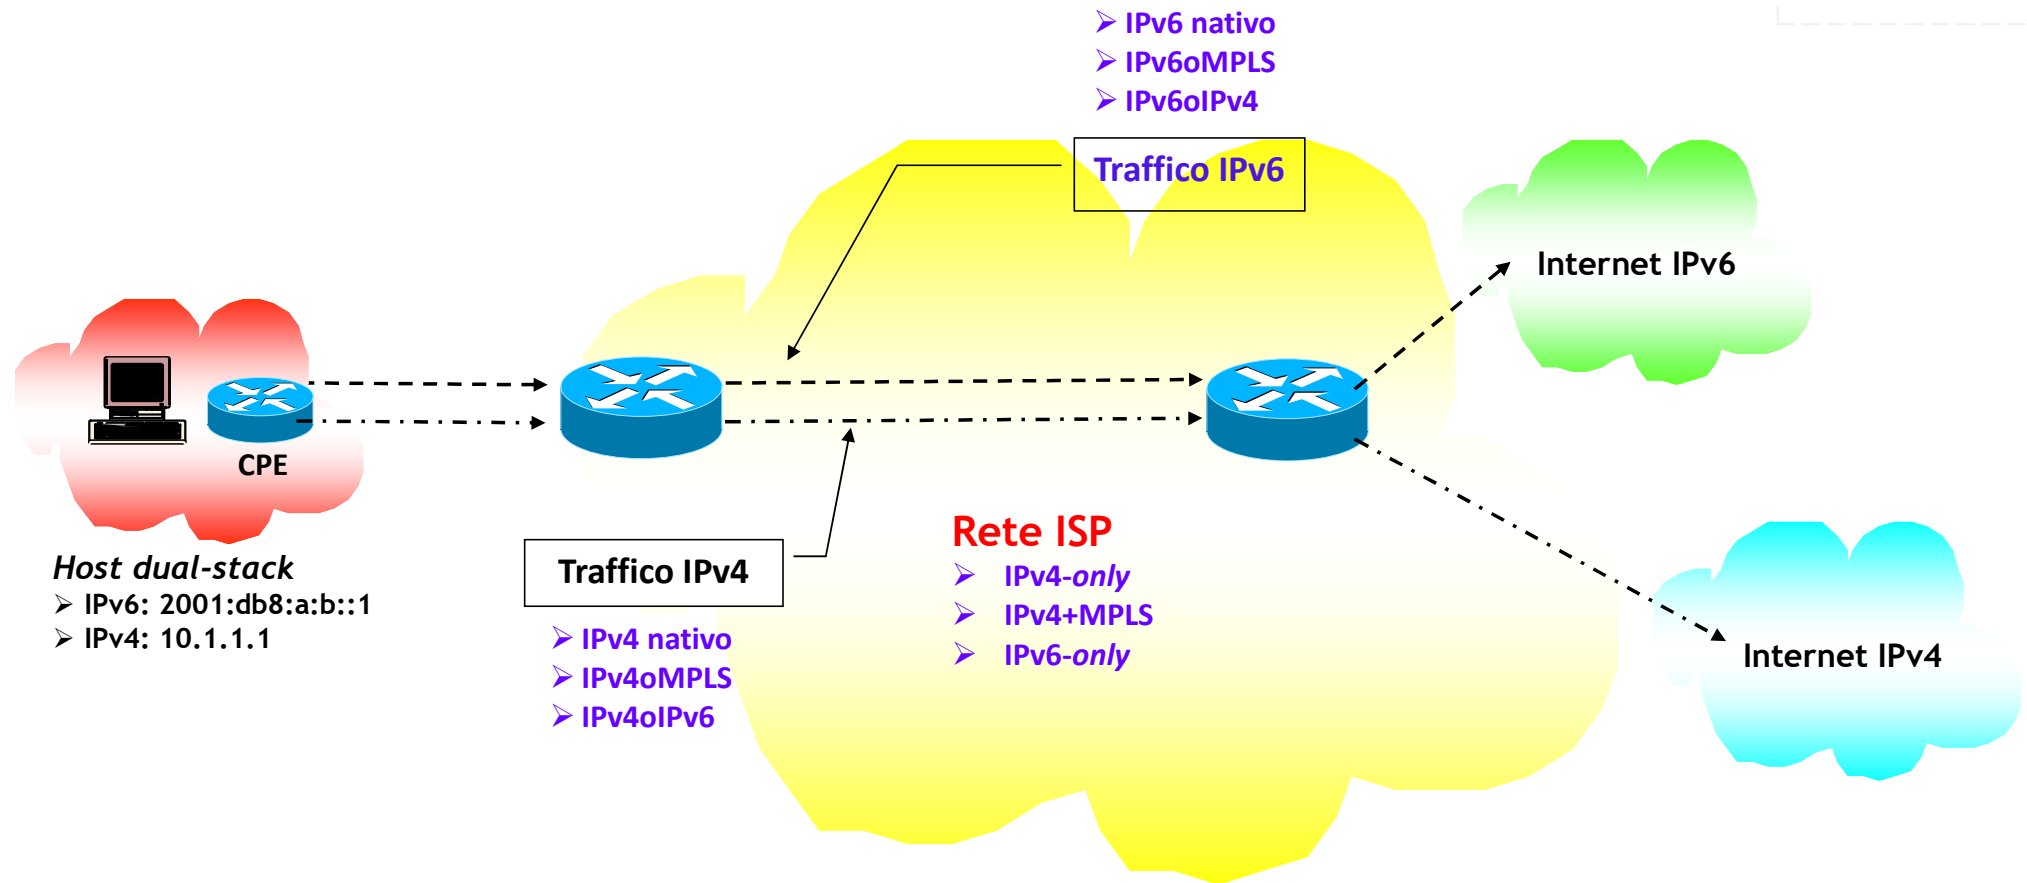 ➢ IPv6 nativo
➢ IPv6oMPLS
➢ IPv6oIPv4
Traffico IPv6
Internet IPv6
CPE
Host dual-stack
➢ IPv6: 2001:db8:a:b::1
➢ IPv4: 10.1.1.1
Traffico IPv4
➢ IPv4 nativo
➢ IPv4oMPLS
➢ IPv4oIPv6
Rete ISP
➢ IPv4-only
➢ IPv4+MPLS
➢ IPv6-only
Internet IPv4